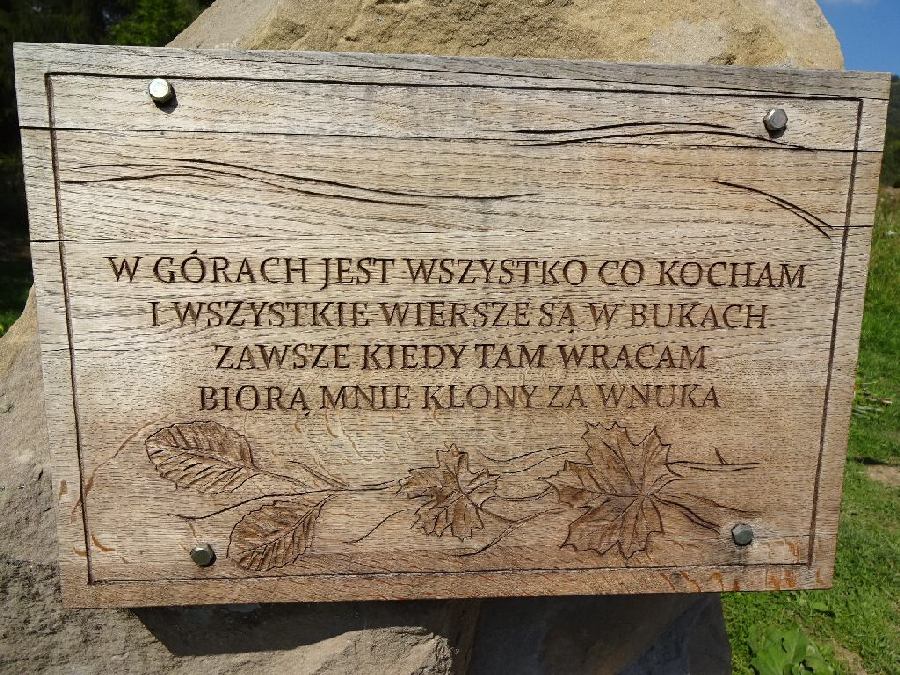 W GÓRACH JEST WSZYSTKO CO KOCHAM
I WSZYSTKIE WIERSZE SĄ W BUKACH
ZAWSZE KIEDY TAM WRACAM
BIORĄ MNIE KLONY ZA WNUKA